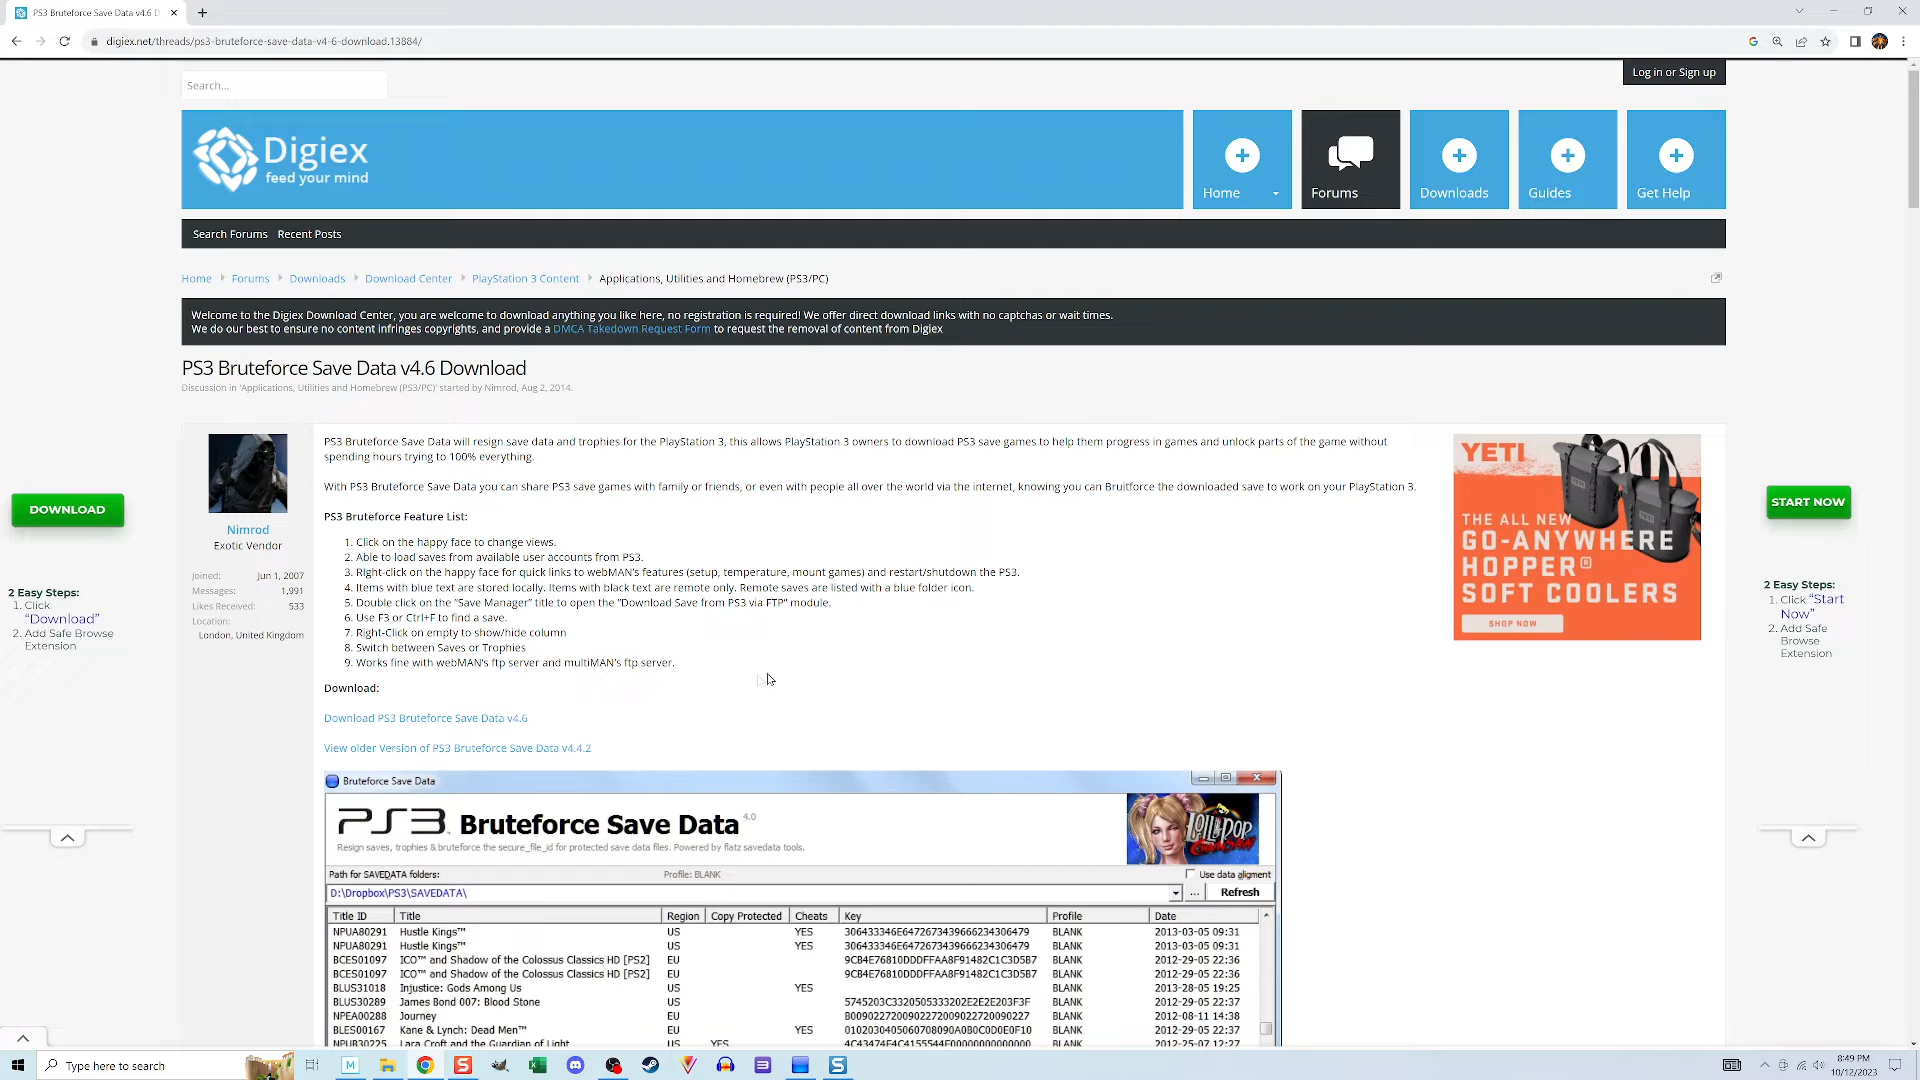 PS3 Bruteforce Save Data v4.6 D
digiex.net/threads/ps3-bruteforce-save-data-v4-6-download.13884/
Search...
Log in or Sign up
Digiex
feed your mind
Home
Forums
Downloads
Guides
Get Help
Search Forums Recent Posts
Home Forums Downloads Download Center PlayStation 3 Content Applications, Utilities and Homebrew (PS3/PC)
Welcome to the Digiex Download Center, you are welcome to download anything you like here, no registration is required! We offer direct download links with no captchas or wait times.
We do our best to ensure no content infringes copyrights, and provide a DMCA Takedown Request Form to request the removal of content from Digiex
PS3 Bruteforce Save Data v4.6 Download
Discussion in 'Applications, Utilities and Homebrew (PS3/PC)' started by Nimrod, Aug 2, 2014.
Nimrod
Exotic Vendor
Joined: Jun 1, 2007
Messages: 1,991
Likes Received: 533
Location:
London, United Kingdom
PS3 Bruteforce Save Data will resign save data and trophies for the PlayStation 3, this allows PlayStation 3 owners to download PS3 save games to help them progress in games and unlock parts of the game without
spending hours trying to 100% everything.
With PS3 Bruteforce Save Data you can share PS3 save games with family or friends, or even with people all over the world via the internet, knowing you can Bruitforce the downloaded save to work on your PlayStation 3.
PS3 Bruteforce Feature List:
1. Click on the happy face to change views.
2. Able to load saves from available user accounts from PS3.
3. Right-click on the happy face for quick links to webMAN's features (setup, temperature, mount games) and restart/shutdown the PS3.
4. Items with blue text are stored locally. Items with black text are remote only. Remote saves are listed with a blue folder icon.
5. Double click on the "Save Manager" title to open the "Download Save from PS3 via FTP" module.
6. Use F3 or Ctrl+F to find a save.
7. Right-Click on empty to show/hide column
8. Switch between Saves or Trophies
9. Works fine with webMAN's ftp server and multiMAN's ftp server.
Download:
Download PS3 Bruteforce Save Data v4.6
View older Version of PS3 Bruteforce Save Data v4.4.2
DOWNLOAD
2 Easy Steps:
1. Click
"Download"
2. Add Safe Browse
Extension
YETI
THE ALL NEW
GO-ANYWHERE
HOPPER®
SOFT COOLERS
SHOP NOW
START NOW
2 Easy Steps:
1. Click "Start
Now"
2. Add Safe
Browse
Extension
Bruteforce Save Data
PS3 Bruteforce Save Data 4.0
Resign saves, trophies & bruteforce the secure_file_id for protected save data files. Powered by flatz savedata tools.
LOLLIPOP
CHAINSAW
Path for SAVEDATA folders: Profile: BLANK Use data aligment
D:\Dropbox\PS3\SAVEDATA\ ... Refresh
Title ID Title Region Copy Protected Cheats Key Profile Date
NPUA80291 Hustle Kings™ US YES 306433346E6472673439666234306479 BLANK 2013-03-05 09:31
NPUA80291 Hustle Kings™ US YES 306433346E6472673439666234306479 BLANK 2013-03-05 09:31
BCES01097 ICO™ and Shadow of the Colossus Classics HD [PS2] EU 9CB4E76810DDDFFAA8F91482C1C3D5B7 BLANK 2012-29-05 22:36
BCES01097 ICO™ and Shadow of the Colossus Classics HD [PS2] EU 9CB4E76810DDDFFAA8F91482C1C3D5B7 BLANK 2012-29-05 22:36
BLUS31018 Injustice: Gods Among Us US YES BLANK 2013-28-05 19:25
BLUS30289 James Bond 007: Blood Stone US 5745203C3320505333202E2E2E203F3F BLANK 2012-29-05 22:37
NPEA00288 Journey EU B0090227200902272009022720090227 BLANK 2012-08-11 14:38
BLES00167 Kane & Lynch: Dead Men™ EU YES 0102030405060708090A0B0C0D0E0F10 BLANK 2012-29-05 22:37
NPUB30225 Lara Croft and the Guardian of Light US YES 4C43474F4C4155544F00000000000000 BLANK 2012-25-07 12:27
Type here to search
8:49 PM
10/12/2023